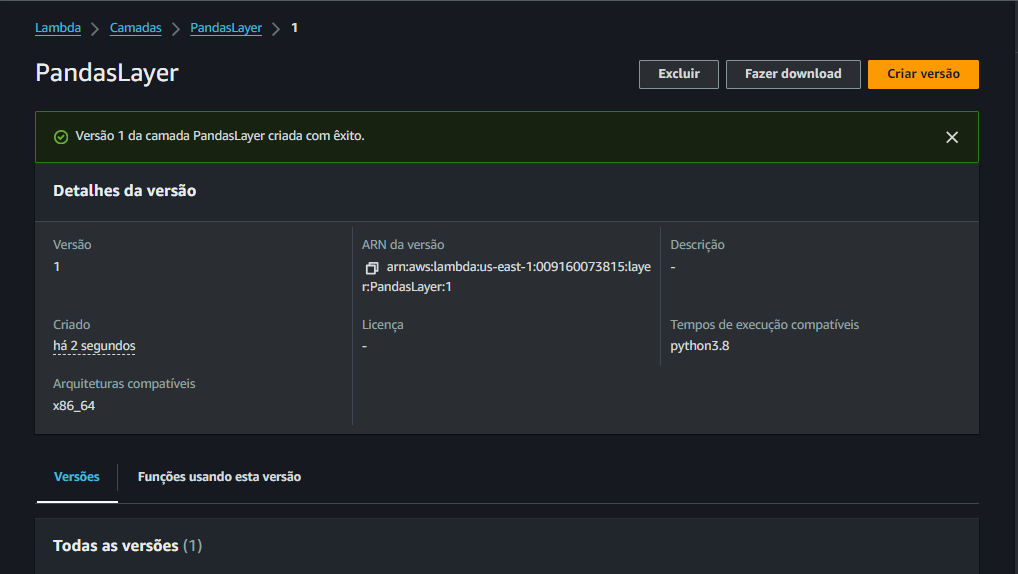 Lambda > Camadas > PandasLayer > 1
PandasLayer
Excluir
Fazer download
Criar versão
Versão 1 da camada PandasLayer criada com êxito.
Detalhes da versão
Versão
1
ARN da versão
arn:aws:lambda:us-east-1:009160073815:laye
r:PandasLayer:1
Descrição
-
Criado
há 2 segundos
Licença
-
Tempos de execução compatíveis
python3.8
Arquiteturas compatíveis
x86_64
Versões
Funções usando esta versão
Todas as versões (1)